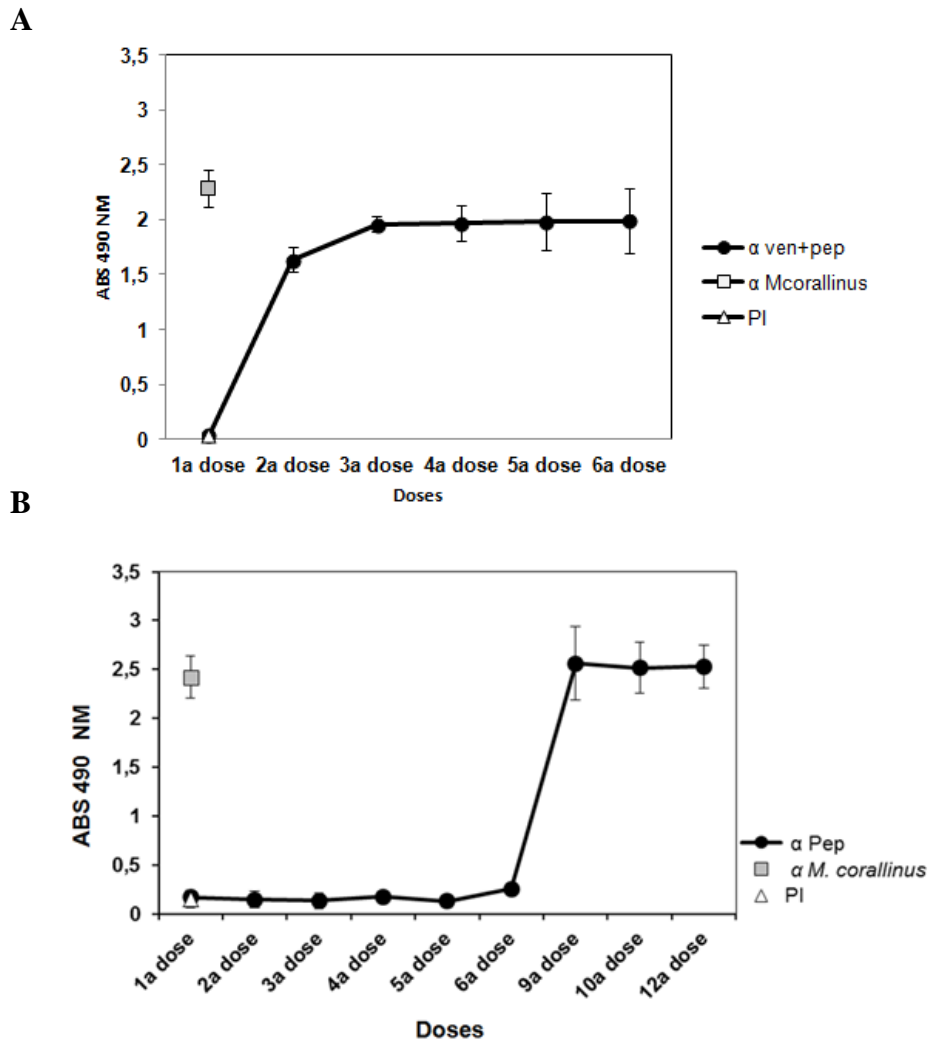 A
3,5
3
2,5
2
1,5
1
0,5
0
ABS 490 NM
1a dose 2a dose 3a dose 4a dose 5a dose 6a dose
Doses
α ven+pep
α Mcorallinus
PI
B
3,5
3
2,5
2
1,5
1
0,5
0
ABS 490 NM
1a dose
2a dose
3a dose
4a dose
5a dose
6a dose
9a dose
10a dose
12a dose
Doses
α Pep
α M. corallinus
PI